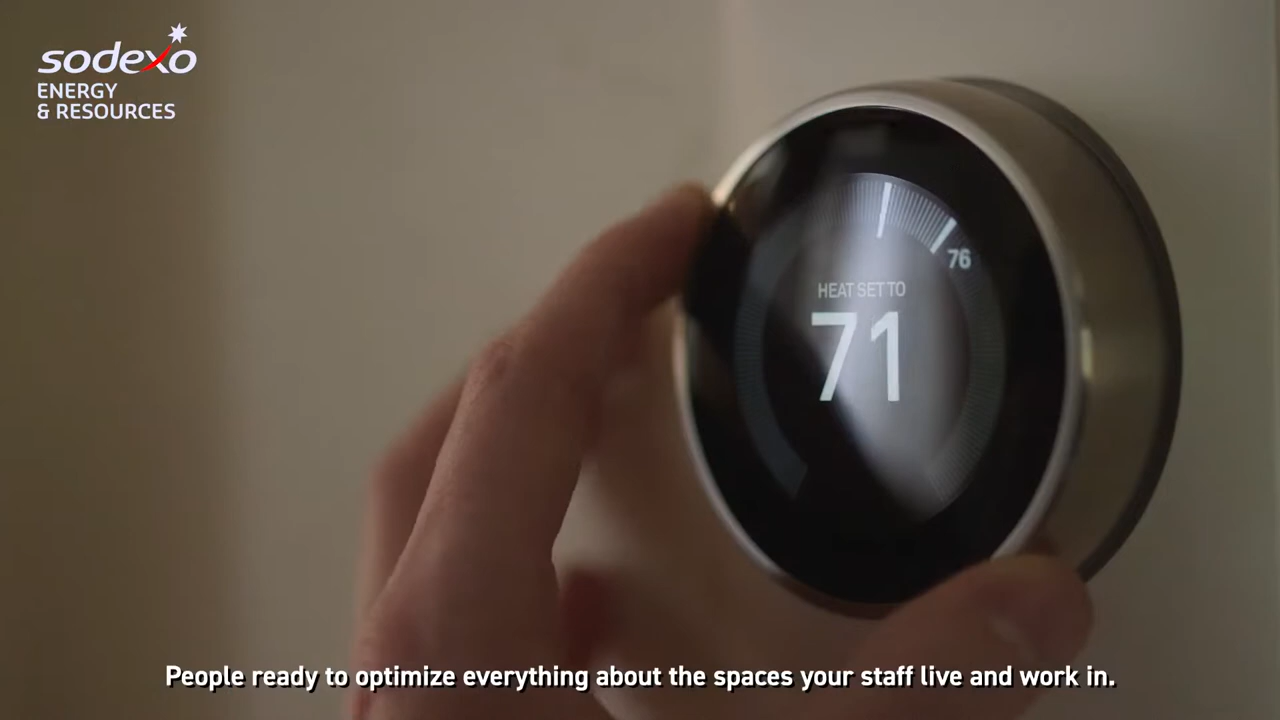 sodexo
ENERGY
& RESOURCES
76
HEAT SET TO
71
People ready to optimize everything about the spaces your staff live and work in.